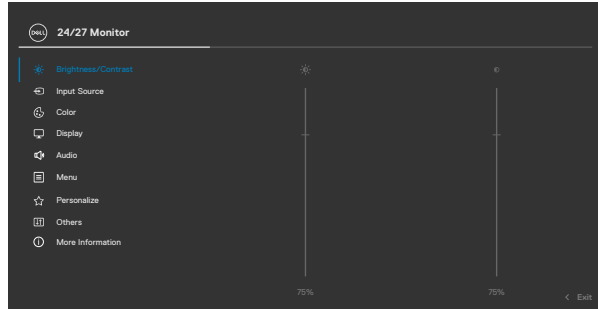 DELL 24/27 Monitor
Brightness/Contrast
Input Source
Color
Display
Audio
Menu
Personalize
Others
More Information
75% 75%
< Exit